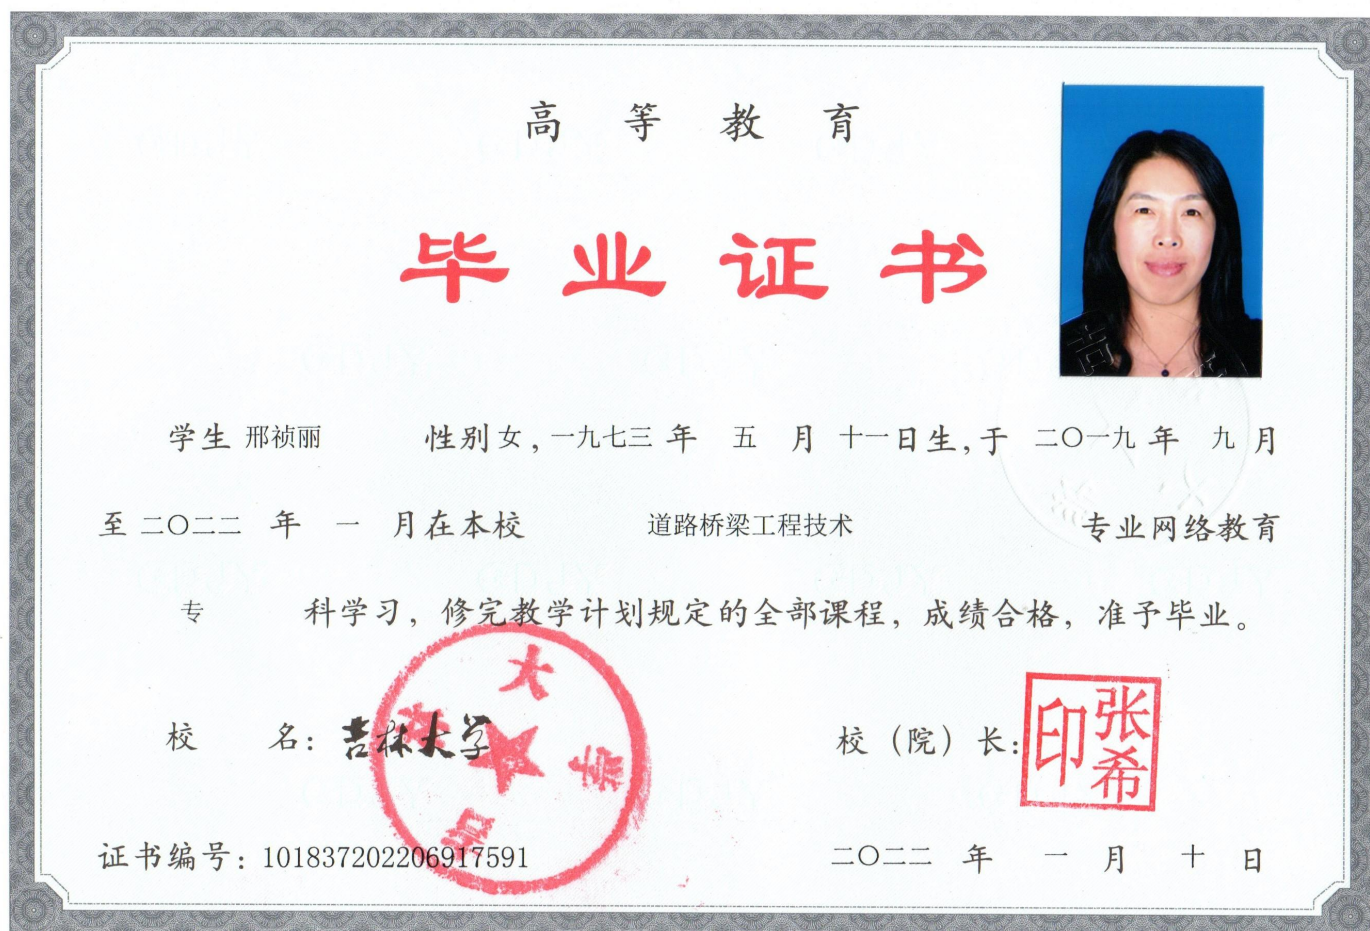 高等教育
毕业证书
学生 邢祯丽 性别 女，一九七三 年 五 月 十一日生，于 二〇一九 年 九 月
至 二〇二二 年 一 月在本校 道路桥梁工程技术 专业网络教育
专 科学习，修完教学计划规定的全部课程，成绩合格，准予毕业。
校 名：吉林大学
吉林大学
校（院）长：
张希印
证书编号：101837202206917591
二〇二二 年 一 月 十 日